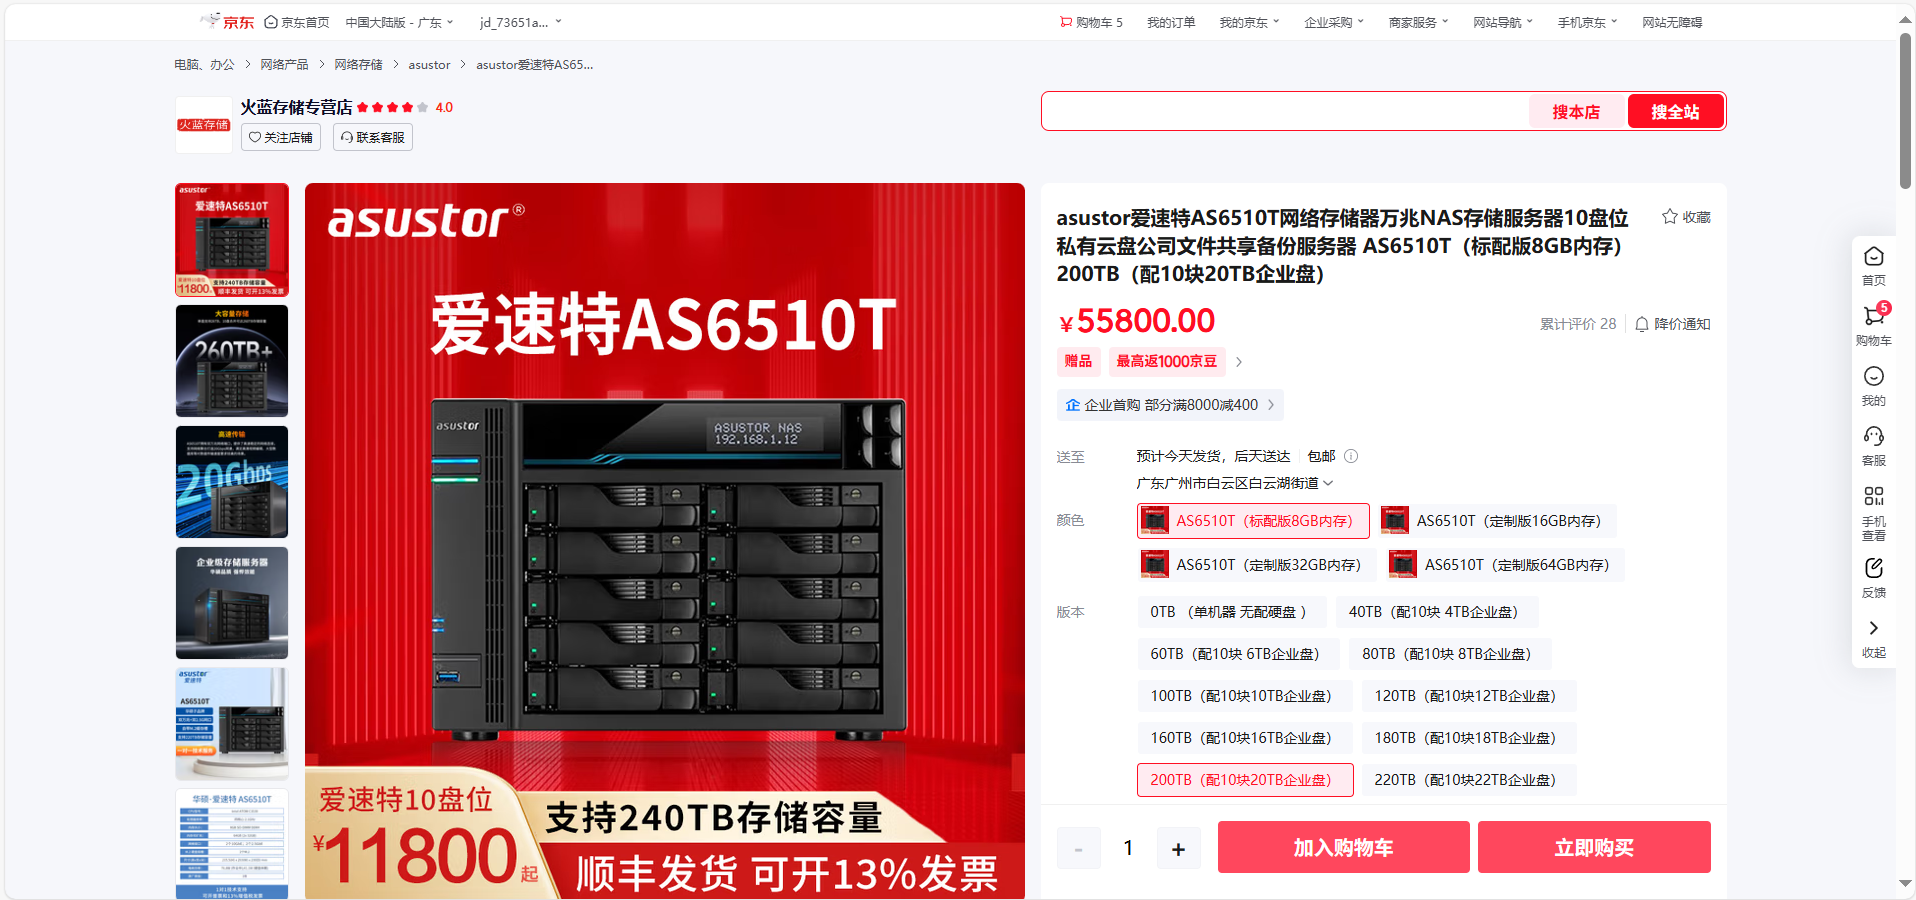 京东
京东首页
中国大陆版 - 广东
jd_73651a...
购物车 5
我的订单
我的京东
企业采购
商家服务
网站导航
手机京东
网站无障碍
电脑、办公 > 网络产品 > 网络存储 > asustor > asustor爱速特AS65...
火蓝存储
火蓝存储专营店
4.0
关注店铺
联系客服
搜本店
搜全站
asustor
爱速特AS6510T
11800
支持240TB存储容量
顺丰发货 可开13%发票
大容量存储
260TB+
高速传输
20Gbps
企业级存储服务器
asustor
爱速特
AS6510T
华硕-爱速特 AS6510T
asustor®
爱速特AS6510T
asustor
ASUSTOR NAS
192.168.1.12
爱速特10盘位
¥11800起
支持240TB存储容量
顺丰发货 可开13%发票
asustor爱速特AS6510T网络存储器万兆NAS存储服务器10盘位
私有云盘公司文件共享备份服务器 AS6510T（标配版8GB内存）
200TB（配10块20TB企业盘）
收藏
¥55800.00
累计评价 28
降价通知
赠品
最高返1000京豆
企业首购 部分满8000减400
送至
预计今天发货，后天送达
包邮
广东广州市白云区白云湖街道
颜色
AS6510T（标配版8GB内存）
AS6510T（定制版16GB内存）
AS6510T（定制版32GB内存）
AS6510T（定制版64GB内存）
版本
0TB （单机器 无配硬盘 ）
40TB（配10块 4TB企业盘）
60TB（配10块 6TB企业盘）
80TB（配10块 8TB企业盘）
100TB（配10块10TB企业盘）
120TB（配10块12TB企业盘）
160TB（配10块16TB企业盘）
180TB（配10块18TB企业盘）
200TB（配10块20TB企业盘）
220TB（配10块22TB企业盘）
-
1
+
加入购物车
立即购买
首页
5
购物车
我的
客服
手机
查看
反馈
收起